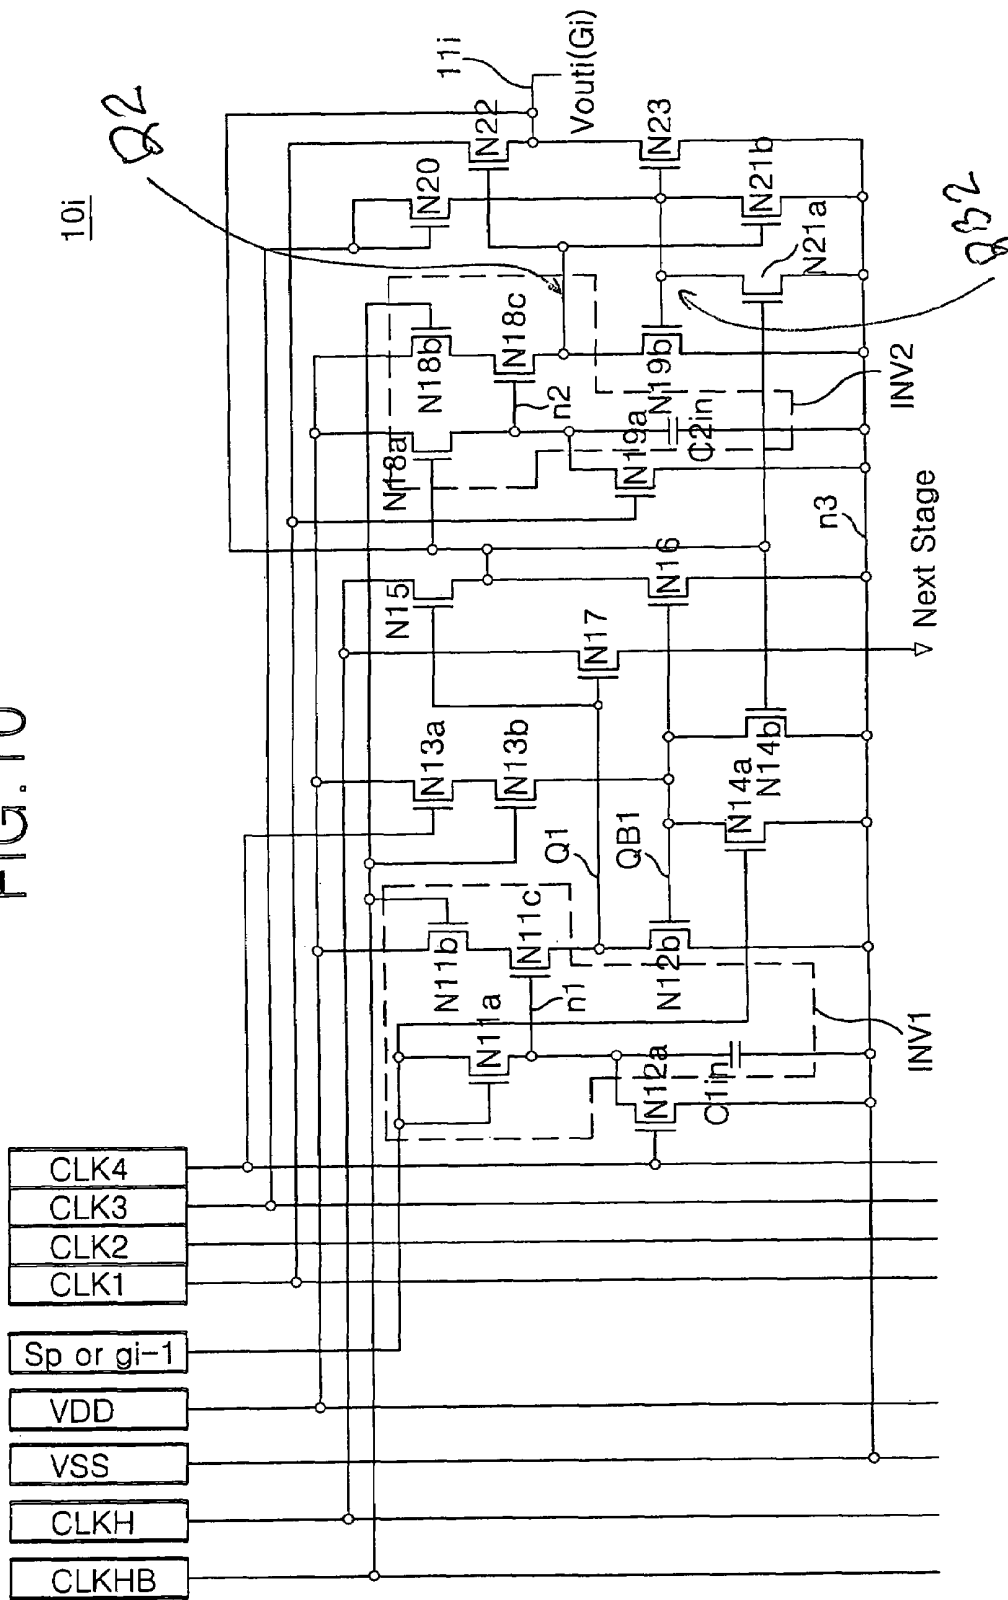 FIG. 10
10i
CLK4
CLK3
CLK2
CLK1
Sp or gi-1
VDD
VSS
CLKH
CLKHB
Q2
QB2
11i
Vouti(Gi)
N22
N23
N20
N21b
N21a
N18b
N18c
N18a
n2
N19b
N19a
C2in
INV2
n3
Next Stage
N15
N16
N17
N13a
N13b
N14a
N14b
Q1
QB1
N11b
N11c
N11a
n1
N12b
N12a
C1in
INV1